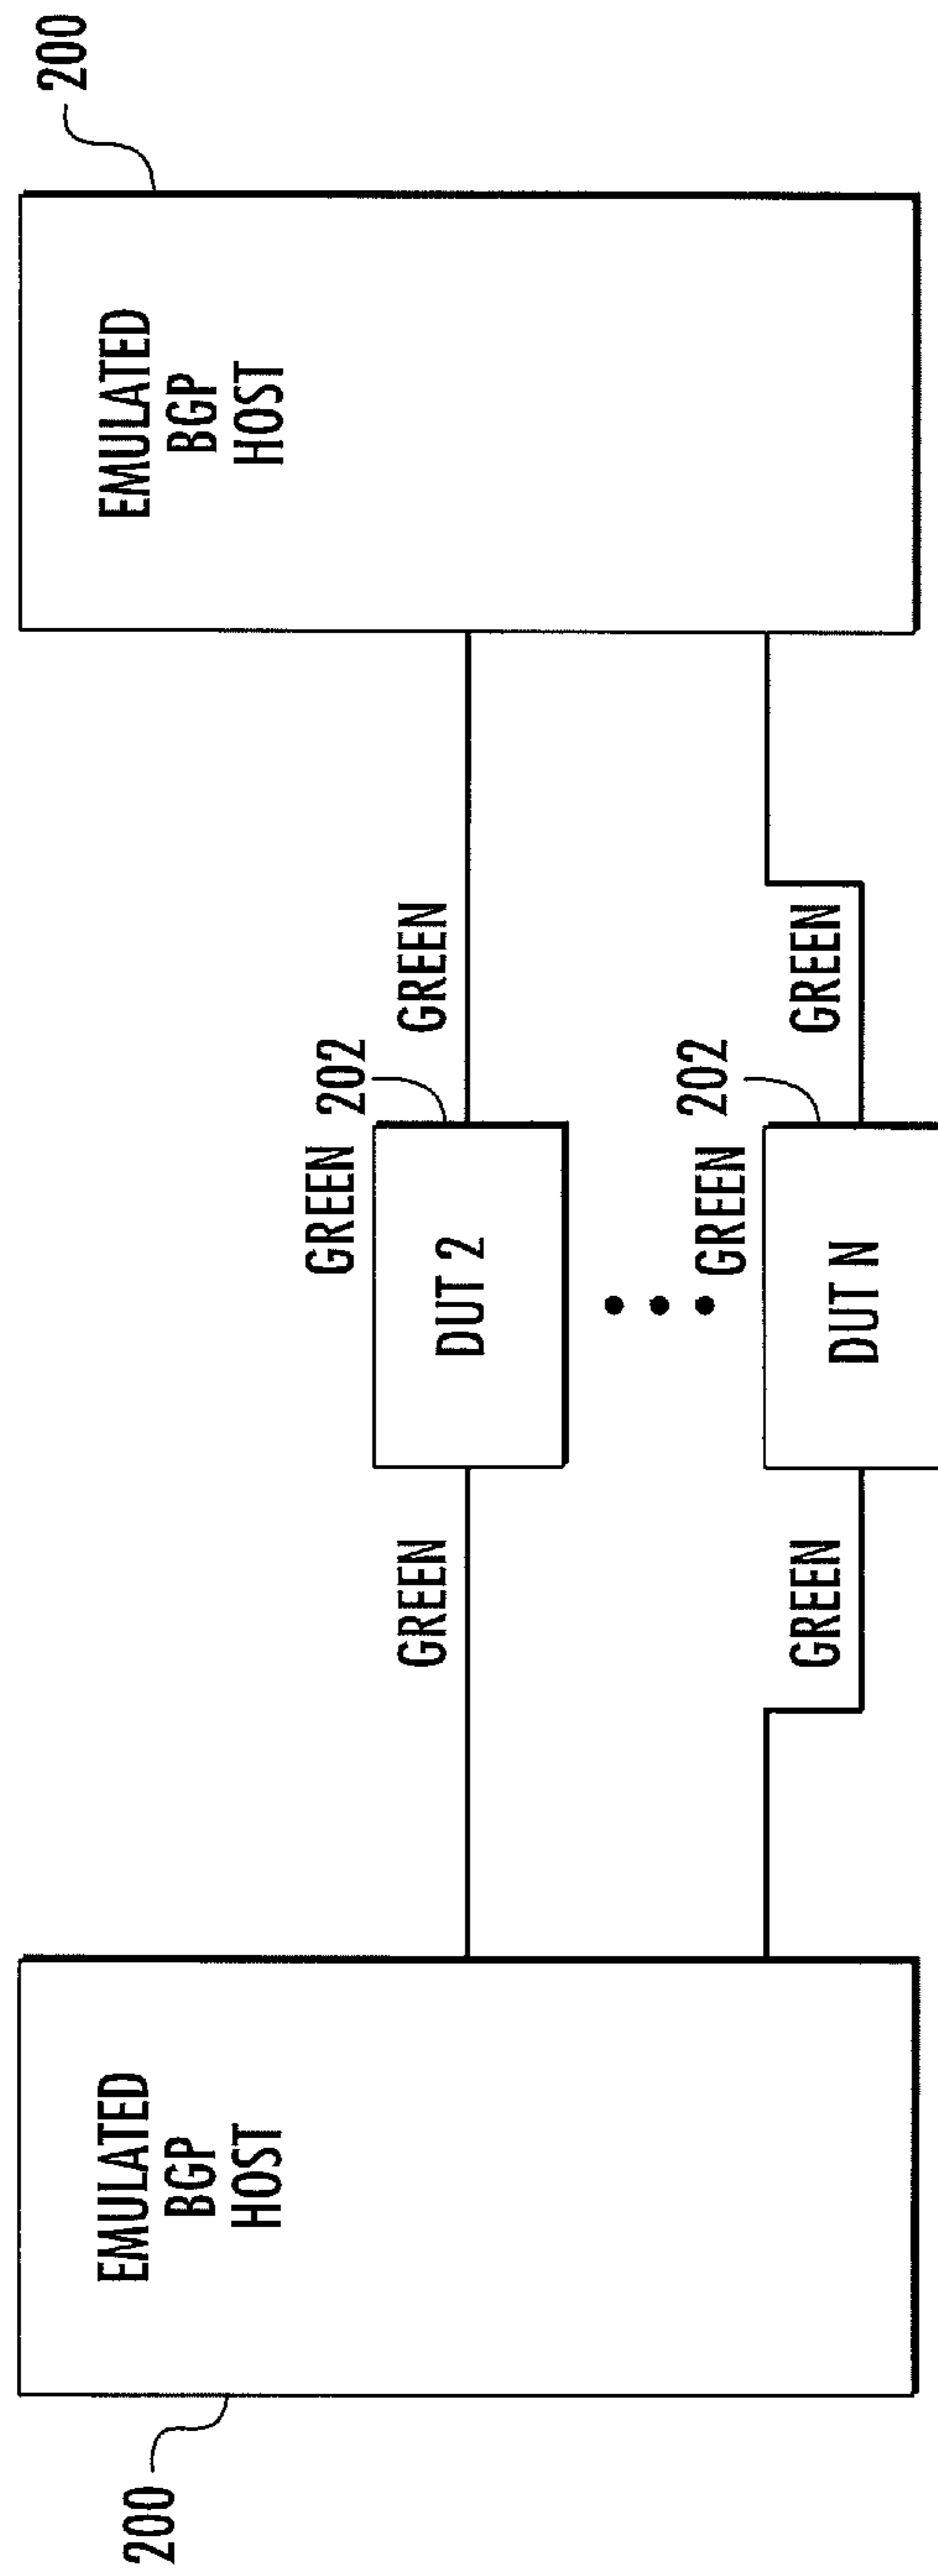 200
EMULATED
BGP
HOST
200
EMULATED
BGP
HOST
GREEN
202
GREEN
DUT 2
GREEN
GREEN
202
GREEN
DUT N
GREEN